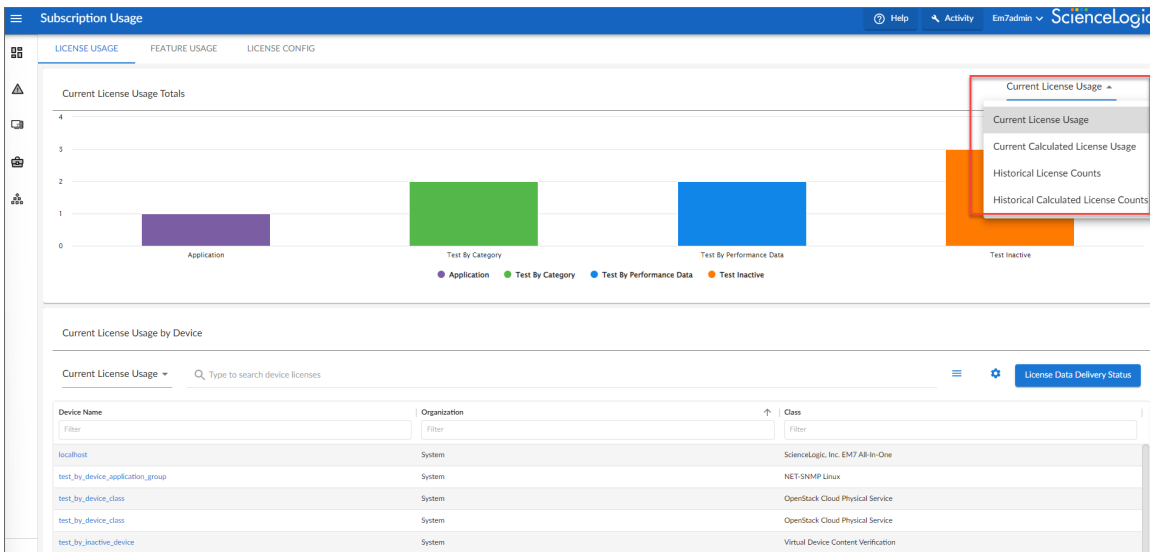 Subscription Usage
Help
Activity
Em7admin
ScienceLogic
LICENSE USAGE
FEATURE USAGE
LICENSE CONFIG
Current License Usage Totals
Current License Usage
Current License Usage
Current Calculated License Usage
Historical License Counts
Historical Calculated License Counts
4
3
2
1
0
Application
Test By Category
Test By Performance Data
Test Inactive
Application
Test By Category
Test By Performance Data
Test Inactive
Current License Usage by Device
Current License Usage
Type to search device licenses
License Data Delivery Status
Device Name
Organization
Class
Filter
Filter
Filter
localhost
System
ScienceLogic, Inc. EM7 All-In-One
test_by_device_application_group
System
NET-SNMP Linux
test_by_device_class
System
OpenStack Cloud Physical Service
test_by_device_class
System
OpenStack Cloud Physical Service
test_by_inactive_device
System
Virtual Device Content Verification